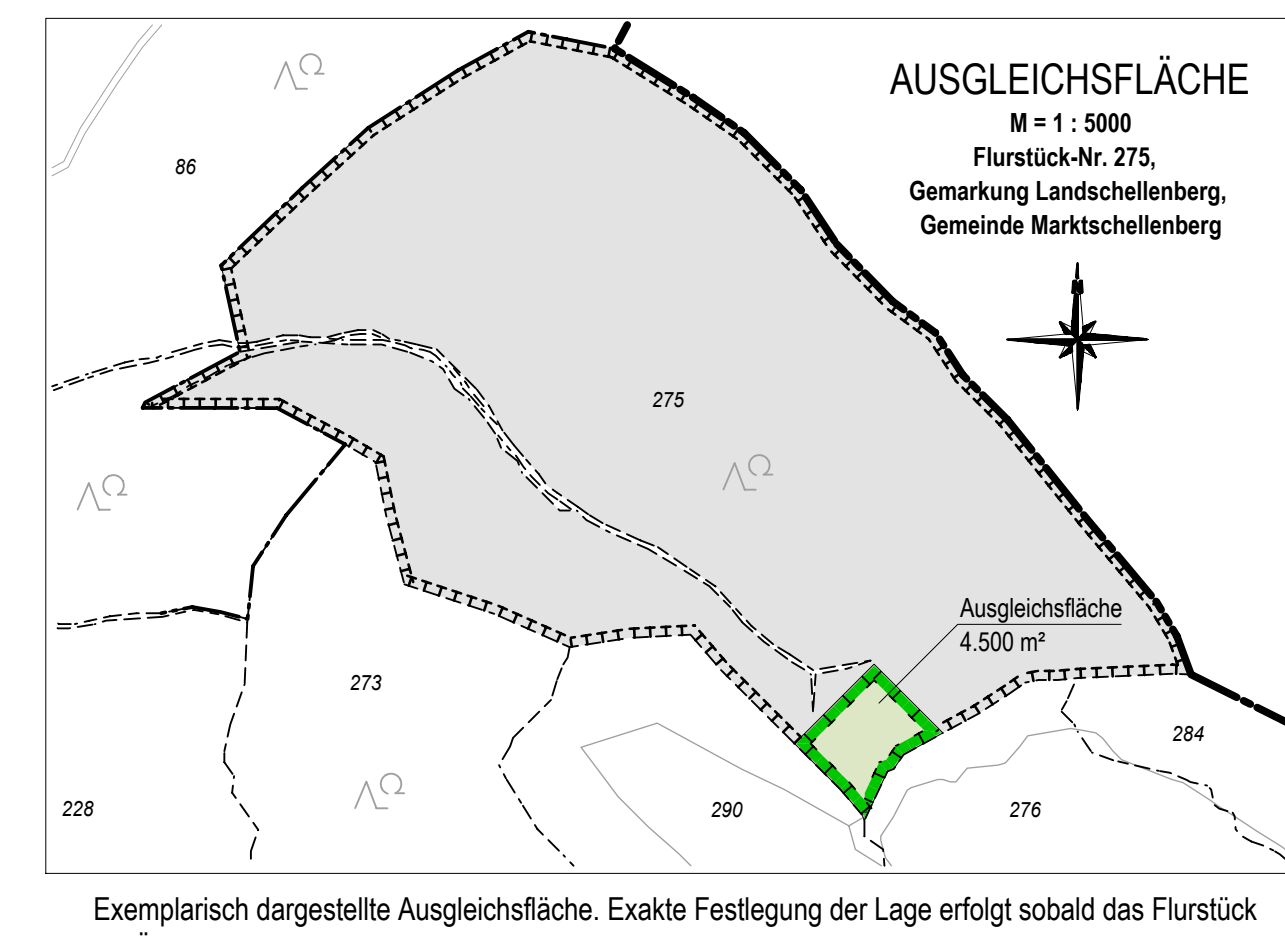 AUSGLEICHSFLÄCHE
M = 1 : 5000
Flurstück-Nr. 275,
Gemarkung Landschellenberg,
Gemeinde Marktschellenberg
86
275
Ausgleichsfläche
4.500 m²
273
284
228
290
276
Exemplarisch dargestellte Ausgleichsfläche. Exakte Festlegung der Lage erfolgt sobald das Flurstück